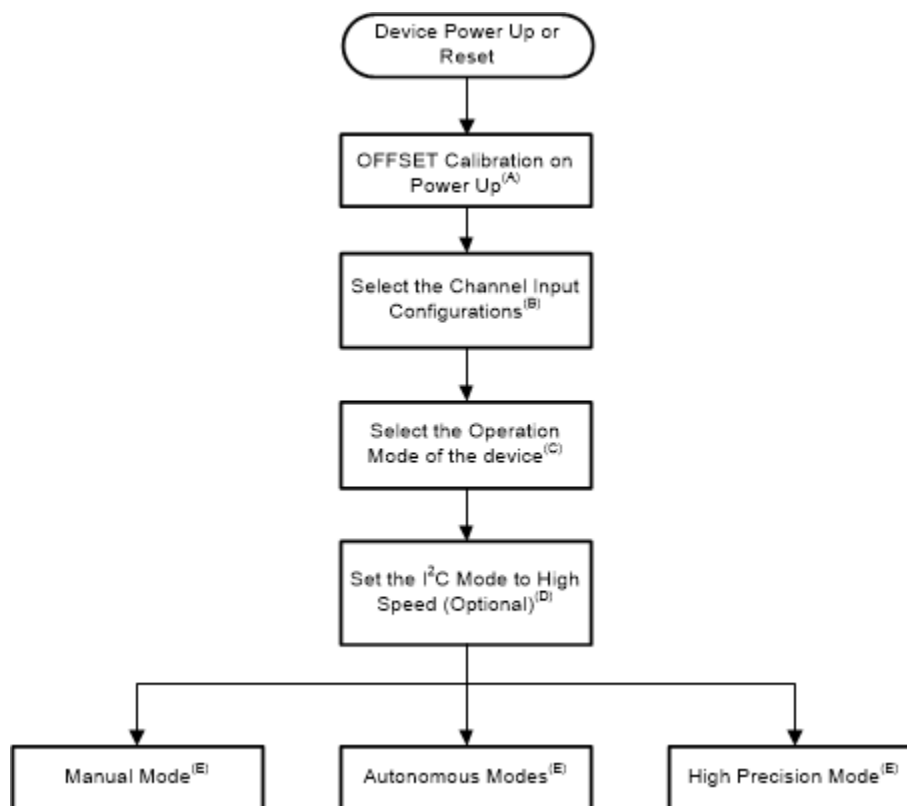 Device Power Up or
Reset
OFFSET Calibration on
Power Up(A)
Select the Channel Input
Configurations(B)
Select the Operation
Mode of the device(C)
Set the I²C Mode to High
Speed (Optional)(D)
Manual Mode(E)
Autonomous Modes(E)
High Precision Mode(E)